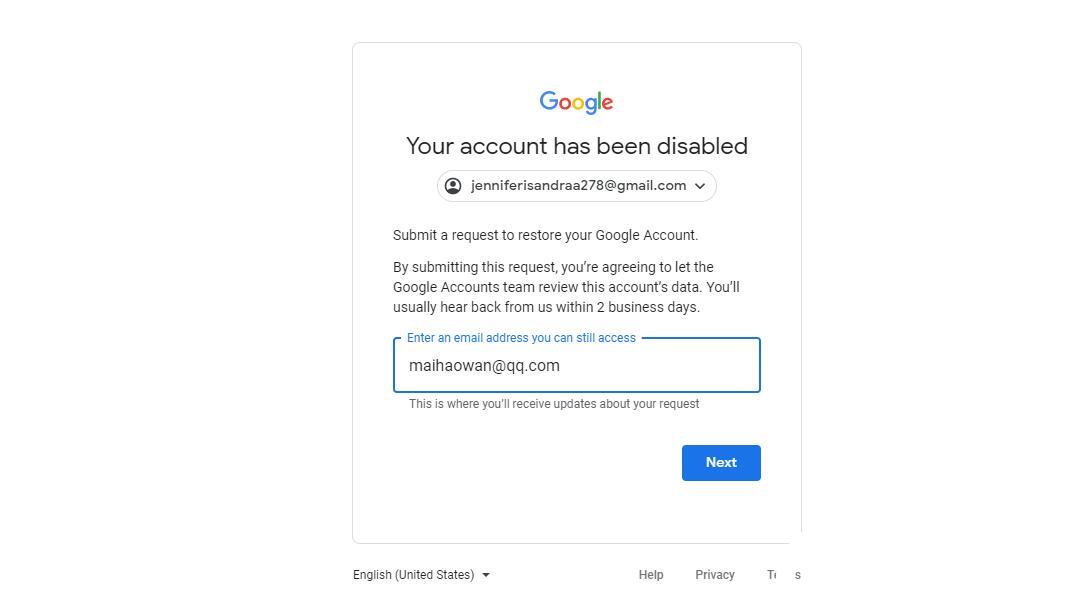 Google
Your account has been disabled
jenniferisandraa278@gmail.com
Submit a request to restore your Google Account.
By submitting this request, you're agreeing to let the
Google Accounts team review this account's data. You'll
usually hear back from us within 2 business days.
Enter an email address you can still access
maihaowan@qq.com
This is where you'll receive updates about your request
Next
English (United States) Help Privacy